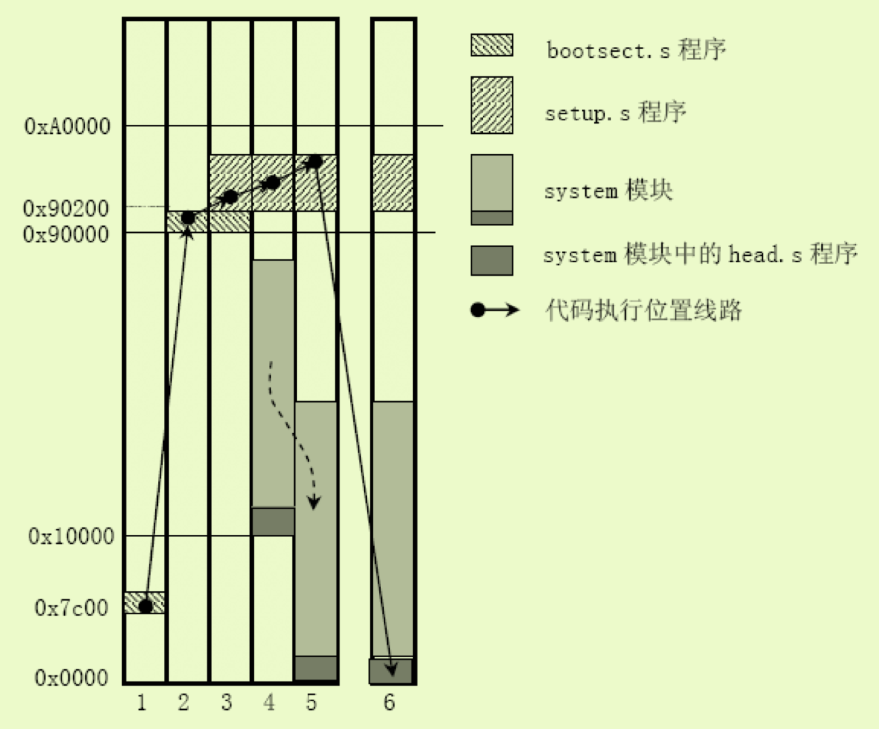 bootsect.s 程序
setup.s 程序
system 模块
system 模块中的 head.s 程序
代码执行位置线路
0xA0000
0x90200
0x90000
0x10000
0x7c00
0x0000
1 2 3 4 5 6